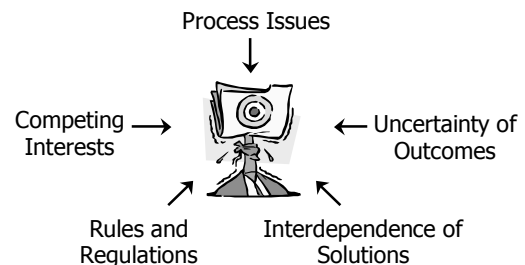 Process Issues
Competing
Interests
Uncertainty of
Outcomes
Rules and
Regulations
Interdependence of
Solutions